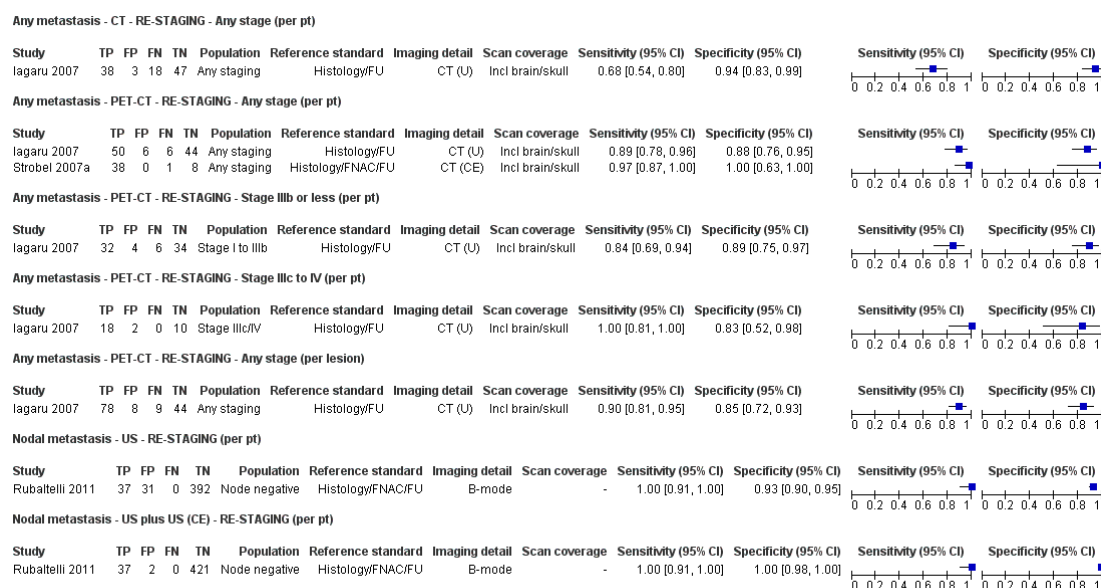 Any metastasis - CT - RE-STAGING - Any stage (per pt)
Study TP FP FN TN Population Reference standard Imaging detail Scan coverage Sensitivity (95% CI) Specificity (95% CI) Sensitivity (95% CI) Specificity (95% CI)
Iagaru 2007 38 3 18 47 Any staging Histology/FU CT (U) Incl brain/skull 0.68 [0.54, 0.80] 0.94 [0.83, 0.99]
0 0.2 0.4 0.6 0.8 1 0 0.2 0.4 0.6 0.8 1
Any metastasis - PET-CT - RE-STAGING - Any stage (per pt)
Study TP FP FN TN Population Reference standard Imaging detail Scan coverage Sensitivity (95% CI) Specificity (95% CI) Sensitivity (95% CI) Specificity (95% CI)
Iagaru 2007 50 6 6 44 Any staging Histology/FU CT (U) Incl brain/skull 0.89 [0.78, 0.96] 0.88 [0.76, 0.95]
Strobel 2007a 38 0 1 8 Any staging Histology/FNAC/FU CT (CE) Incl brain/skull 0.97 [0.87, 1.00] 1.00 [0.63, 1.00]
0 0.2 0.4 0.6 0.8 1 0 0.2 0.4 0.6 0.8 1
Any metastasis - PET-CT - RE-STAGING - Stage IIIb or less (per pt)
Study TP FP FN TN Population Reference standard Imaging detail Scan coverage Sensitivity (95% CI) Specificity (95% CI) Sensitivity (95% CI) Specificity (95% CI)
Iagaru 2007 32 4 6 34 Stage I to IIIb Histology/FU CT (U) Incl brain/skull 0.84 [0.69, 0.94] 0.89 [0.75, 0.97]
0 0.2 0.4 0.6 0.8 1 0 0.2 0.4 0.6 0.8 1
Any metastasis - PET-CT - RE-STAGING - Stage IIIc to IV (per pt)
Study TP FP FN TN Population Reference standard Imaging detail Scan coverage Sensitivity (95% CI) Specificity (95% CI) Sensitivity (95% CI) Specificity (95% CI)
Iagaru 2007 18 2 0 10 Stage IIIc/IV Histology/FU CT (U) Incl brain/skull 1.00 [0.81, 1.00] 0.83 [0.52, 0.98]
0 0.2 0.4 0.6 0.8 1 0 0.2 0.4 0.6 0.8 1
Any metastasis - PET-CT - RE-STAGING - Any stage (per lesion)
Study TP FP FN TN Population Reference standard Imaging detail Scan coverage Sensitivity (95% CI) Specificity (95% CI) Sensitivity (95% CI) Specificity (95% CI)
Iagaru 2007 78 8 9 44 Any staging Histology/FU CT (U) Incl brain/skull 0.90 [0.81, 0.95] 0.85 [0.72, 0.93]
0 0.2 0.4 0.6 0.8 1 0 0.2 0.4 0.6 0.8 1
Nodal metastasis - US - RE-STAGING (per pt)
Study TP FP FN TN Population Reference standard Imaging detail Scan coverage Sensitivity (95% CI) Specificity (95% CI) Sensitivity (95% CI) Specificity (95% CI)
Rubaltelli 2011 37 31 0 392 Node negative Histology/FNAC/FU B-mode - 1.00 [0.91, 1.00] 0.93 [0.90, 0.95]
0 0.2 0.4 0.6 0.8 1 0 0.2 0.4 0.6 0.8 1
Nodal metastasis - US plus US (CE) - RE-STAGING (per pt)
Study TP FP FN TN Population Reference standard Imaging detail Scan coverage Sensitivity (95% CI) Specificity (95% CI) Sensitivity (95% CI) Specificity (95% CI)
Rubaltelli 2011 37 2 0 421 Node negative Histology/FNAC/FU B-mode - 1.00 [0.91, 1.00] 1.00 [0.98, 1.00]
0 0.2 0.4 0.6 0.8 1 0 0.2 0.4 0.6 0.8 1